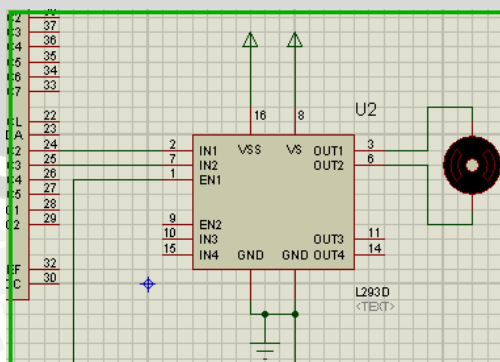 37
36
35
34
33
22
23
24
25
26
27
28
29
32
30
16
8
U2
2
7
1
IN1
IN2
EN1
VSS
VS
OUT1
OUT2
3
6
9
10
15
EN2
IN3
IN4
GND
GND
OUT3
OUT4
11
14
L293D
<TEXT>